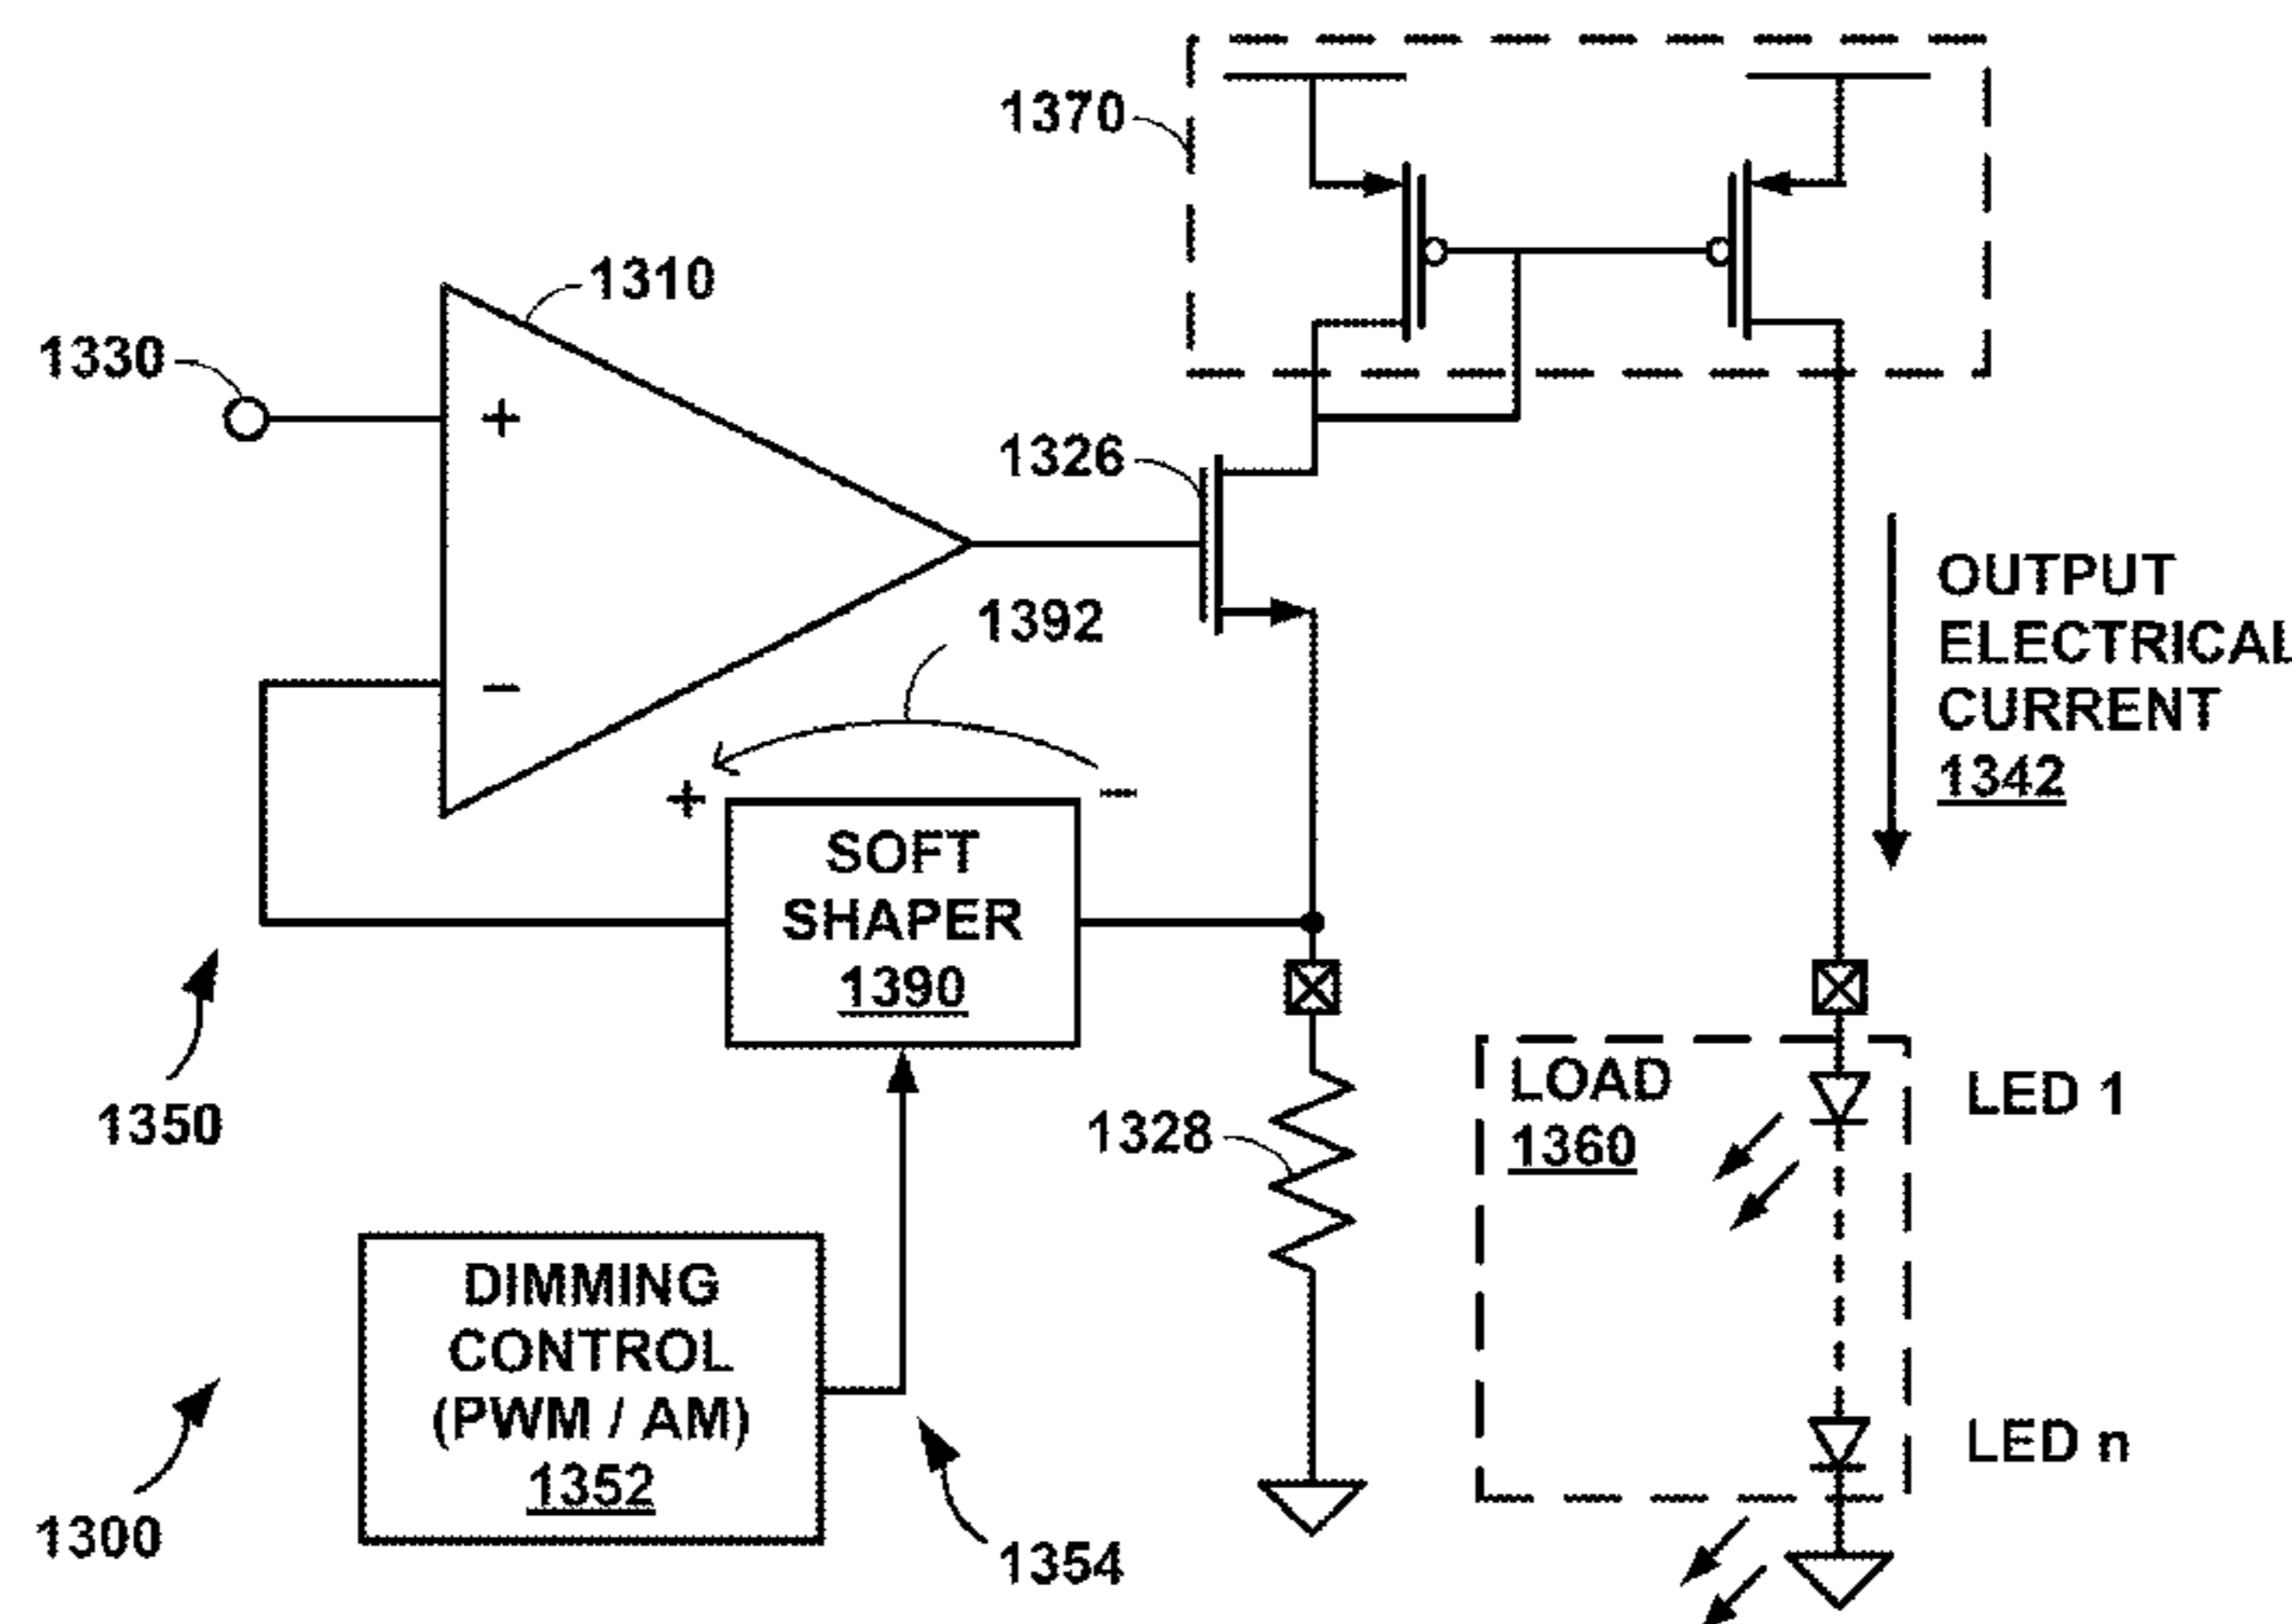 1370
1310
1330
+
1326
1392
OUTPUT
ELECTRICAL
CURRENT
1342
−
+
−
SOFT
SHAPER
1390
1350
LOAD
1360
LED 1
1328
DIMMING
CONTROL
(PWM / AM)
1352
LED n
1300
1354